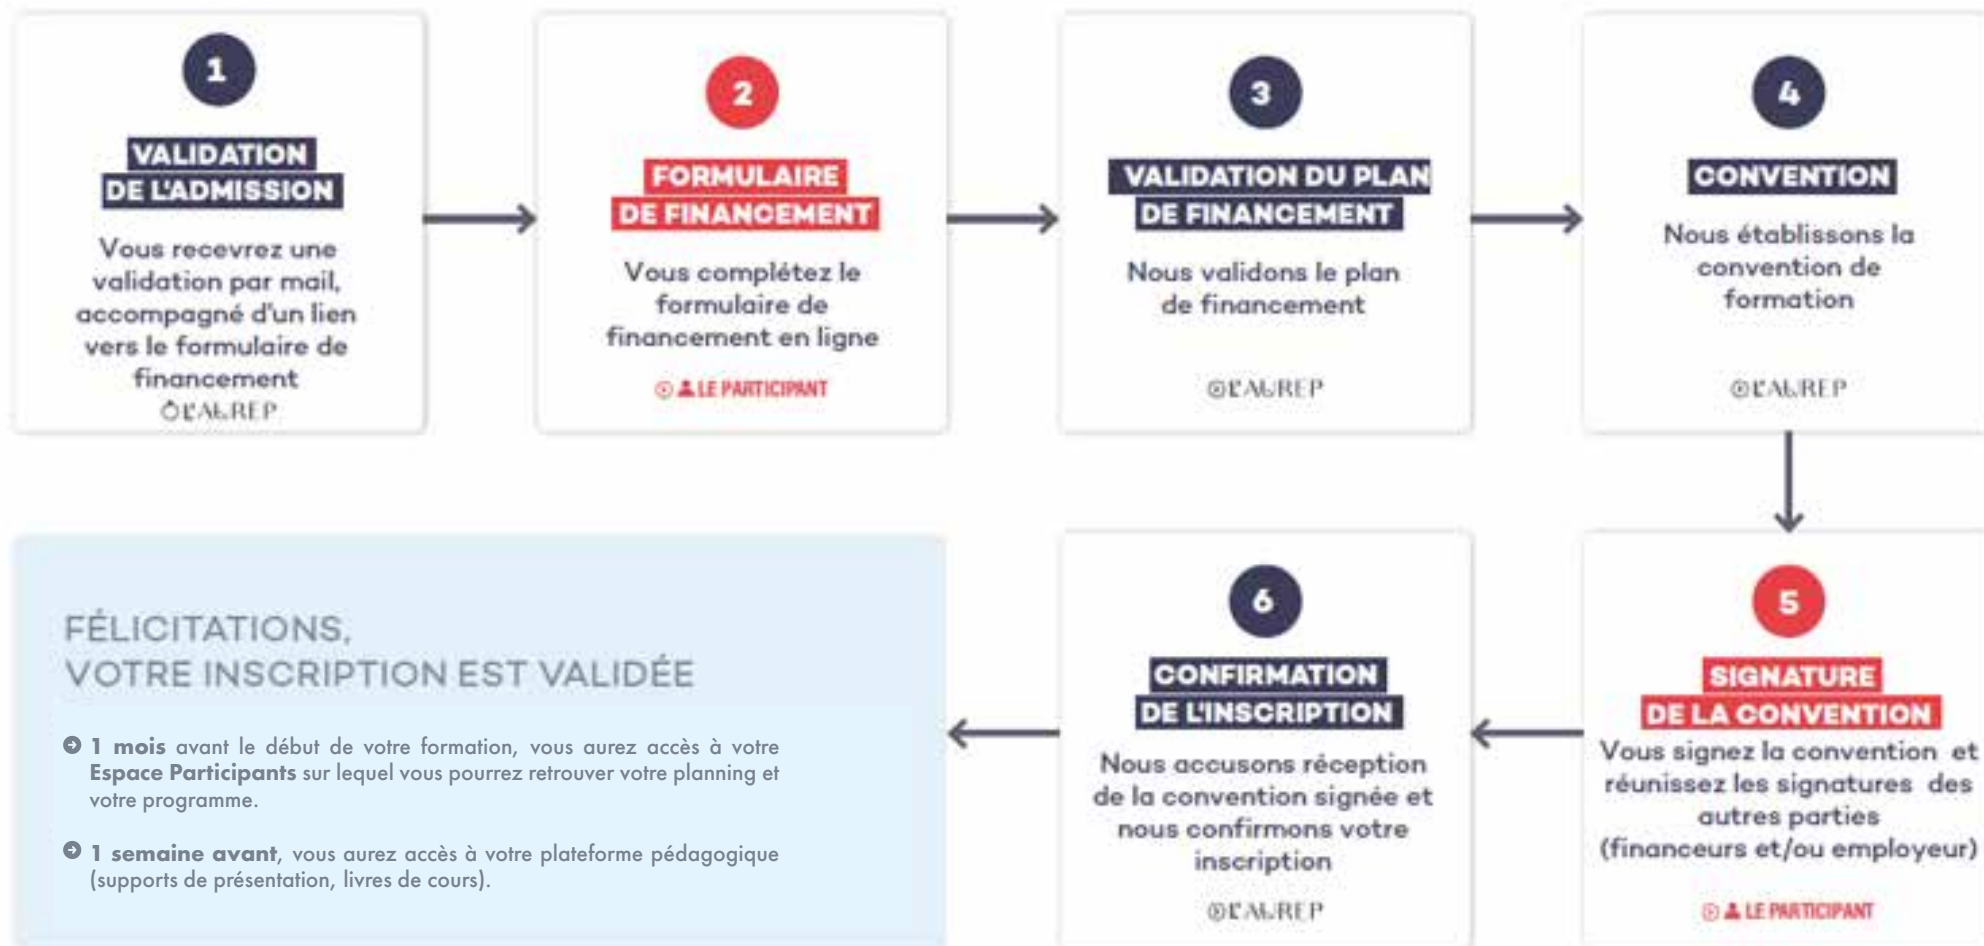 1
VALIDATION
DE L'ADMISSION
Vous recevrez une
validation par mail,
accompagné d'un lien
vers le formulaire de
financement
L'AUREP
2
FORMULAIRE
DE FINANCEMENT
Vous complétez le
formulaire de
financement en ligne
LE PARTICIPANT
3
VALIDATION DU PLAN
DE FINANCEMENT
Nous validons le plan
de financement
L'AUREP
4
CONVENTION
Nous établissons la
convention de
formation
L'AUREP
5
SIGNATURE
DE LA CONVENTION
Vous signez la convention et
réunissez les signatures des
autres parties
(financeurs et/ou employeur)
LE PARTICIPANT
6
CONFIRMATION
DE L'INSCRIPTION
Nous accusons réception
de la convention signée et
nous confirmons votre
inscription
L'AUREP
FÉLICITATIONS,
VOTRE INSCRIPTION EST VALIDÉE
1 mois avant le début de votre formation, vous aurez accès à votre
Espace Participants sur lequel vous pourrez retrouver votre planning et
votre programme.
1 semaine avant, vous aurez accès à votre plateforme pédagogique
(supports de présentation, livres de cours).